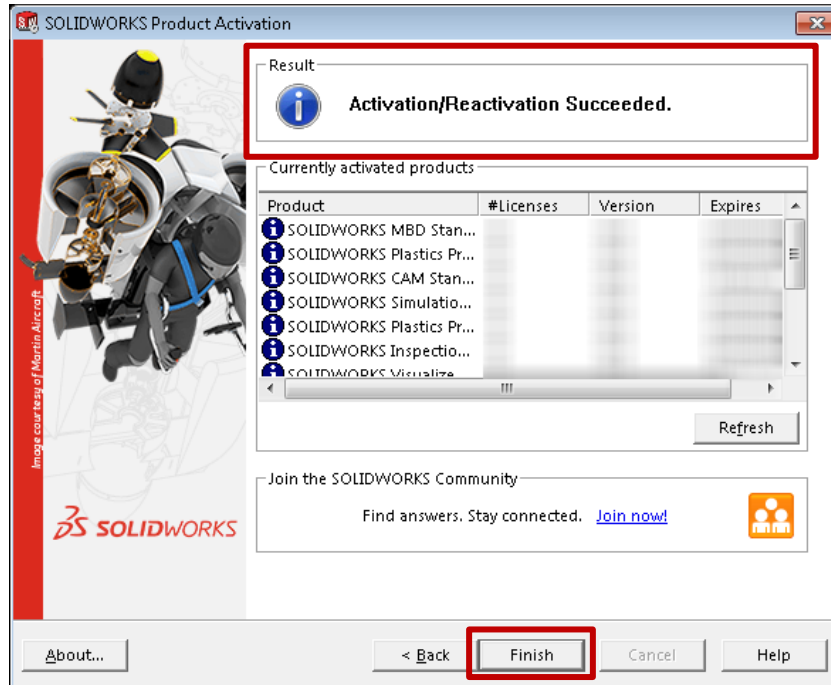 SOLIDWORKS Product Activation
Result
Activation/Reactivation Succeeded.
Currently activated products
Product #Licenses Version Expires
SOLIDWORKS MBD Stan...
SOLIDWORKS Plastics Pr...
SOLIDWORKS CAM Stan...
SOLIDWORKS Simulatio...
SOLIDWORKS Plastics Pr...
SOLIDWORKS Inspectio...
SOLIDWORKS Visualize
Refresh
Join the SOLIDWORKS Community
Find answers. Stay connected. Join now!
Image courtesy of Martin Aircraft
SOLIDWORKS
About... < Back Finish Cancel Help